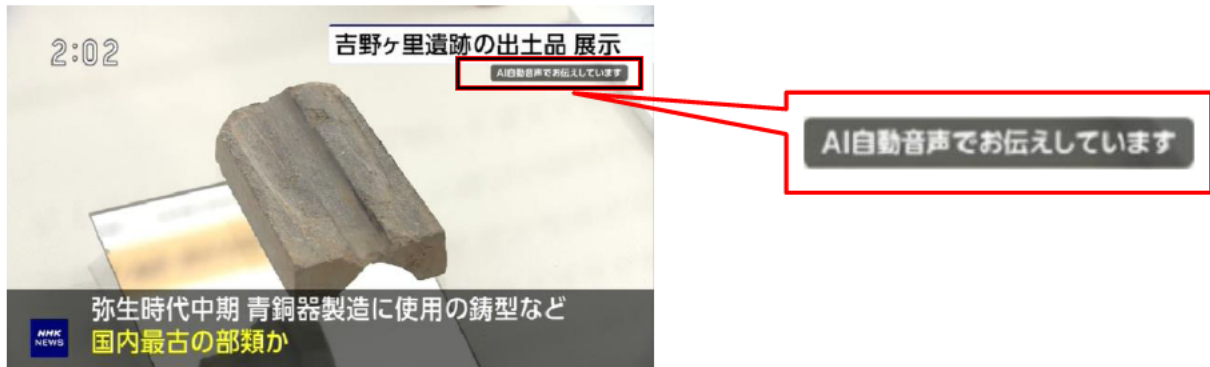 2:02
吉野ヶ里遺跡の出土品 展示
AI自動音声でお伝えしています
AI自動音声でお伝えしています
弥生時代中期 青銅器製造に使用の鋳型など
NHK
NEWS
国内最古の部類か